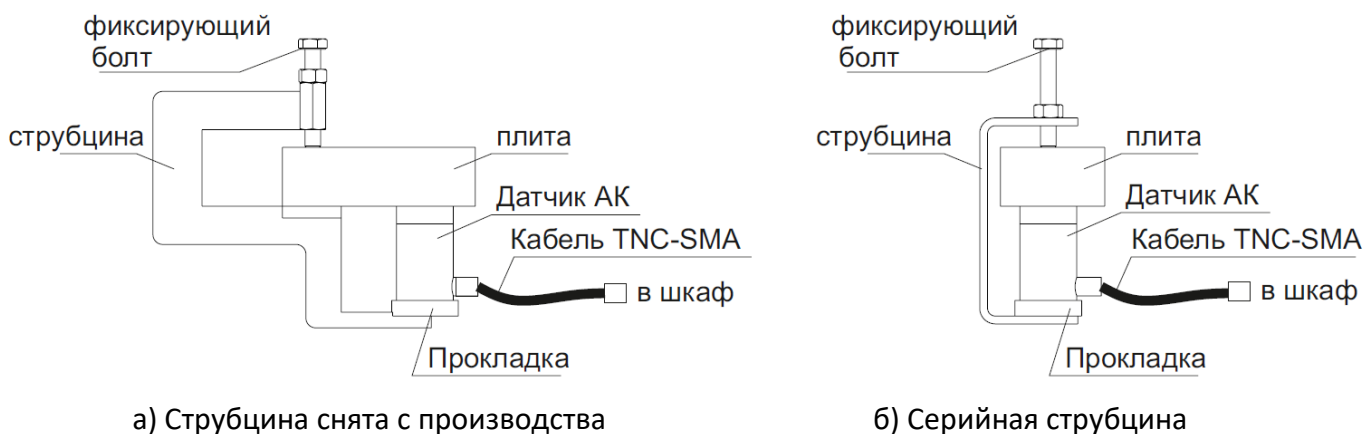 фиксирующий
болт
струбцина
плита
Датчик АК
Кабель TNC-SMA
в шкаф
Прокладка
а) Струбцина снята с производства
фиксирующий
болт
струбцина
плита
Датчик АК
Кабель TNC-SMA
в шкаф
Прокладка
б) Серийная струбцина